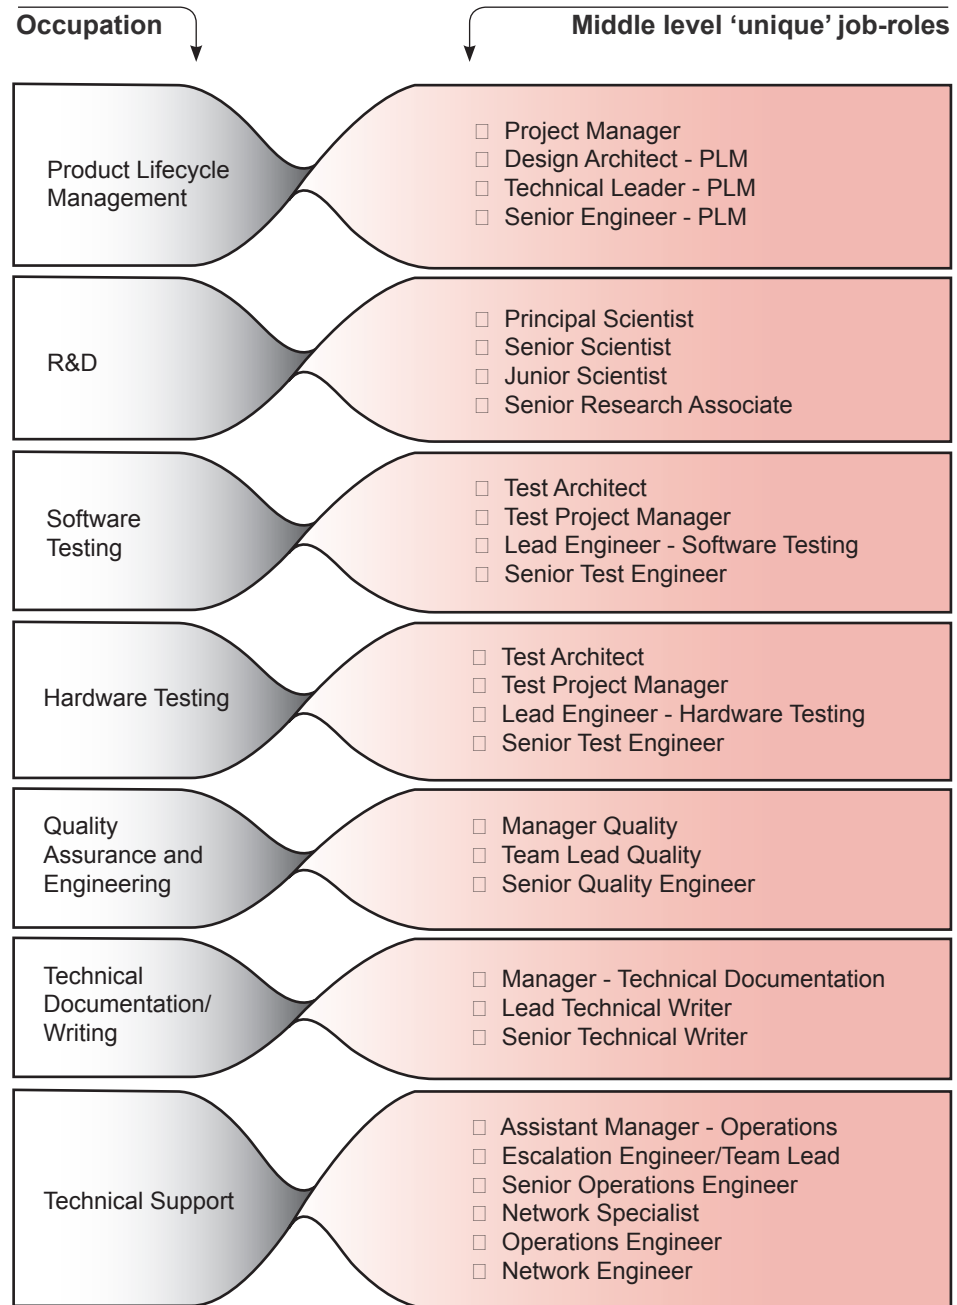 Occupation
Middle level ‘unique’ job-roles
Product Lifecycle
Management
Project Manager
Design Architect - PLM
Technical Leader - PLM
Senior Engineer - PLM
R&D
Principal Scientist
Senior Scientist
Junior Scientist
Senior Research Associate
Software
Testing
Test Architect
Test Project Manager
Lead Engineer - Software Testing
Senior Test Engineer
Hardware Testing
Test Architect
Test Project Manager
Lead Engineer - Hardware Testing
Senior Test Engineer
Quality
Assurance and
Engineering
Manager Quality
Team Lead Quality
Senior Quality Engineer
Technical
Documentation/
Writing
Manager - Technical Documentation
Lead Technical Writer
Senior Technical Writer
Technical Support
Assistant Manager - Operations
Escalation Engineer/Team Lead
Senior Operations Engineer
Network Specialist
Operations Engineer
Network Engineer